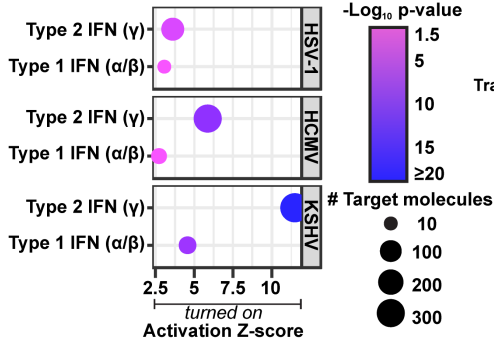 -Log₁₀ p-value
Type 2 IFN (γ)
Type 1 IFN (α/β)
HSV-1
Type 2 IFN (γ)
Type 1 IFN (α/β)
HCMV
Type 2 IFN (γ)
Type 1 IFN (α/β)
KSHV
2.5 5 7.5 10
turned on
Activation Z-score
1.5
5
10
15
≥20
# Target molecules
10
100
200
300